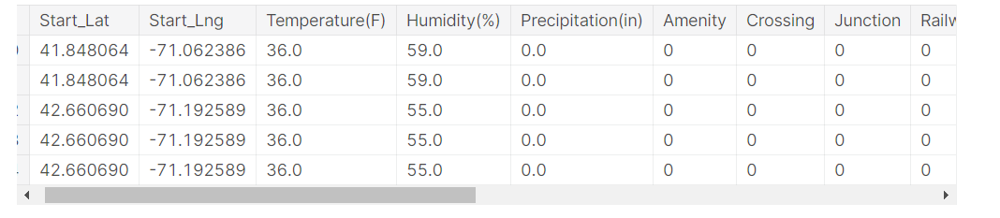 Start_Lat Start_Lng Temperature(F) Humidity(%) Precipitation(in) Amenity Crossing Junction Railw
41.848064 -71.062386 36.0 59.0 0.0 0 0 0 0
41.848064 -71.062386 36.0 59.0 0.0 0 0 0 0
42.660690 -71.192589 36.0 55.0 0.0 0 0 0 0
42.660690 -71.192589 36.0 55.0 0.0 0 0 0 0
42.660690 -71.192589 36.0 55.0 0.0 0 0 0 0